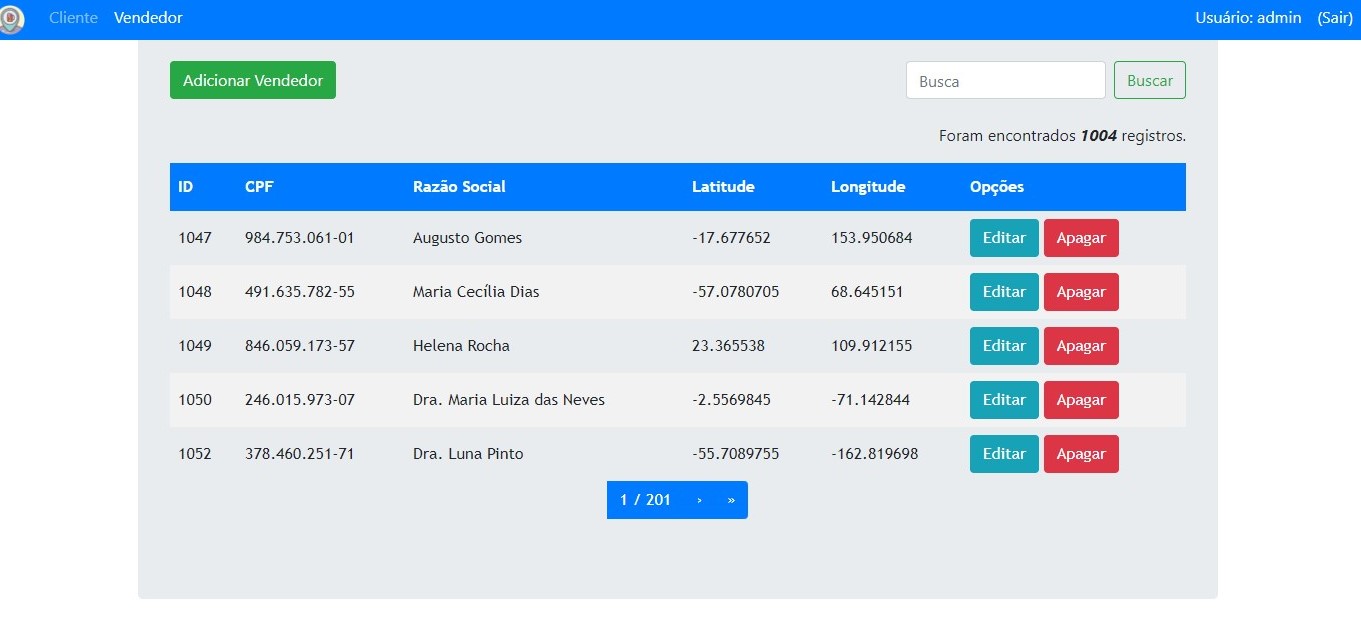 Cliente Vendedor Usuário: admin (Sair)
Adicionar Vendedor Busca Buscar
Foram encontrados 1004 registros.
ID CPF Razão Social Latitude Longitude Opções
1047 984.753.061-01 Augusto Gomes -17.677652 153.950684 Editar Apagar
1048 491.635.782-55 Maria Cecília Dias -57.0780705 68.645151 Editar Apagar
1049 846.059.173-57 Helena Rocha 23.365538 109.912155 Editar Apagar
1050 246.015.973-07 Dra. Maria Luiza das Neves -2.5569845 -71.142844 Editar Apagar
1052 378.460.251-71 Dra. Luna Pinto -55.7089755 -162.819698 Editar Apagar
1 / 201 › »